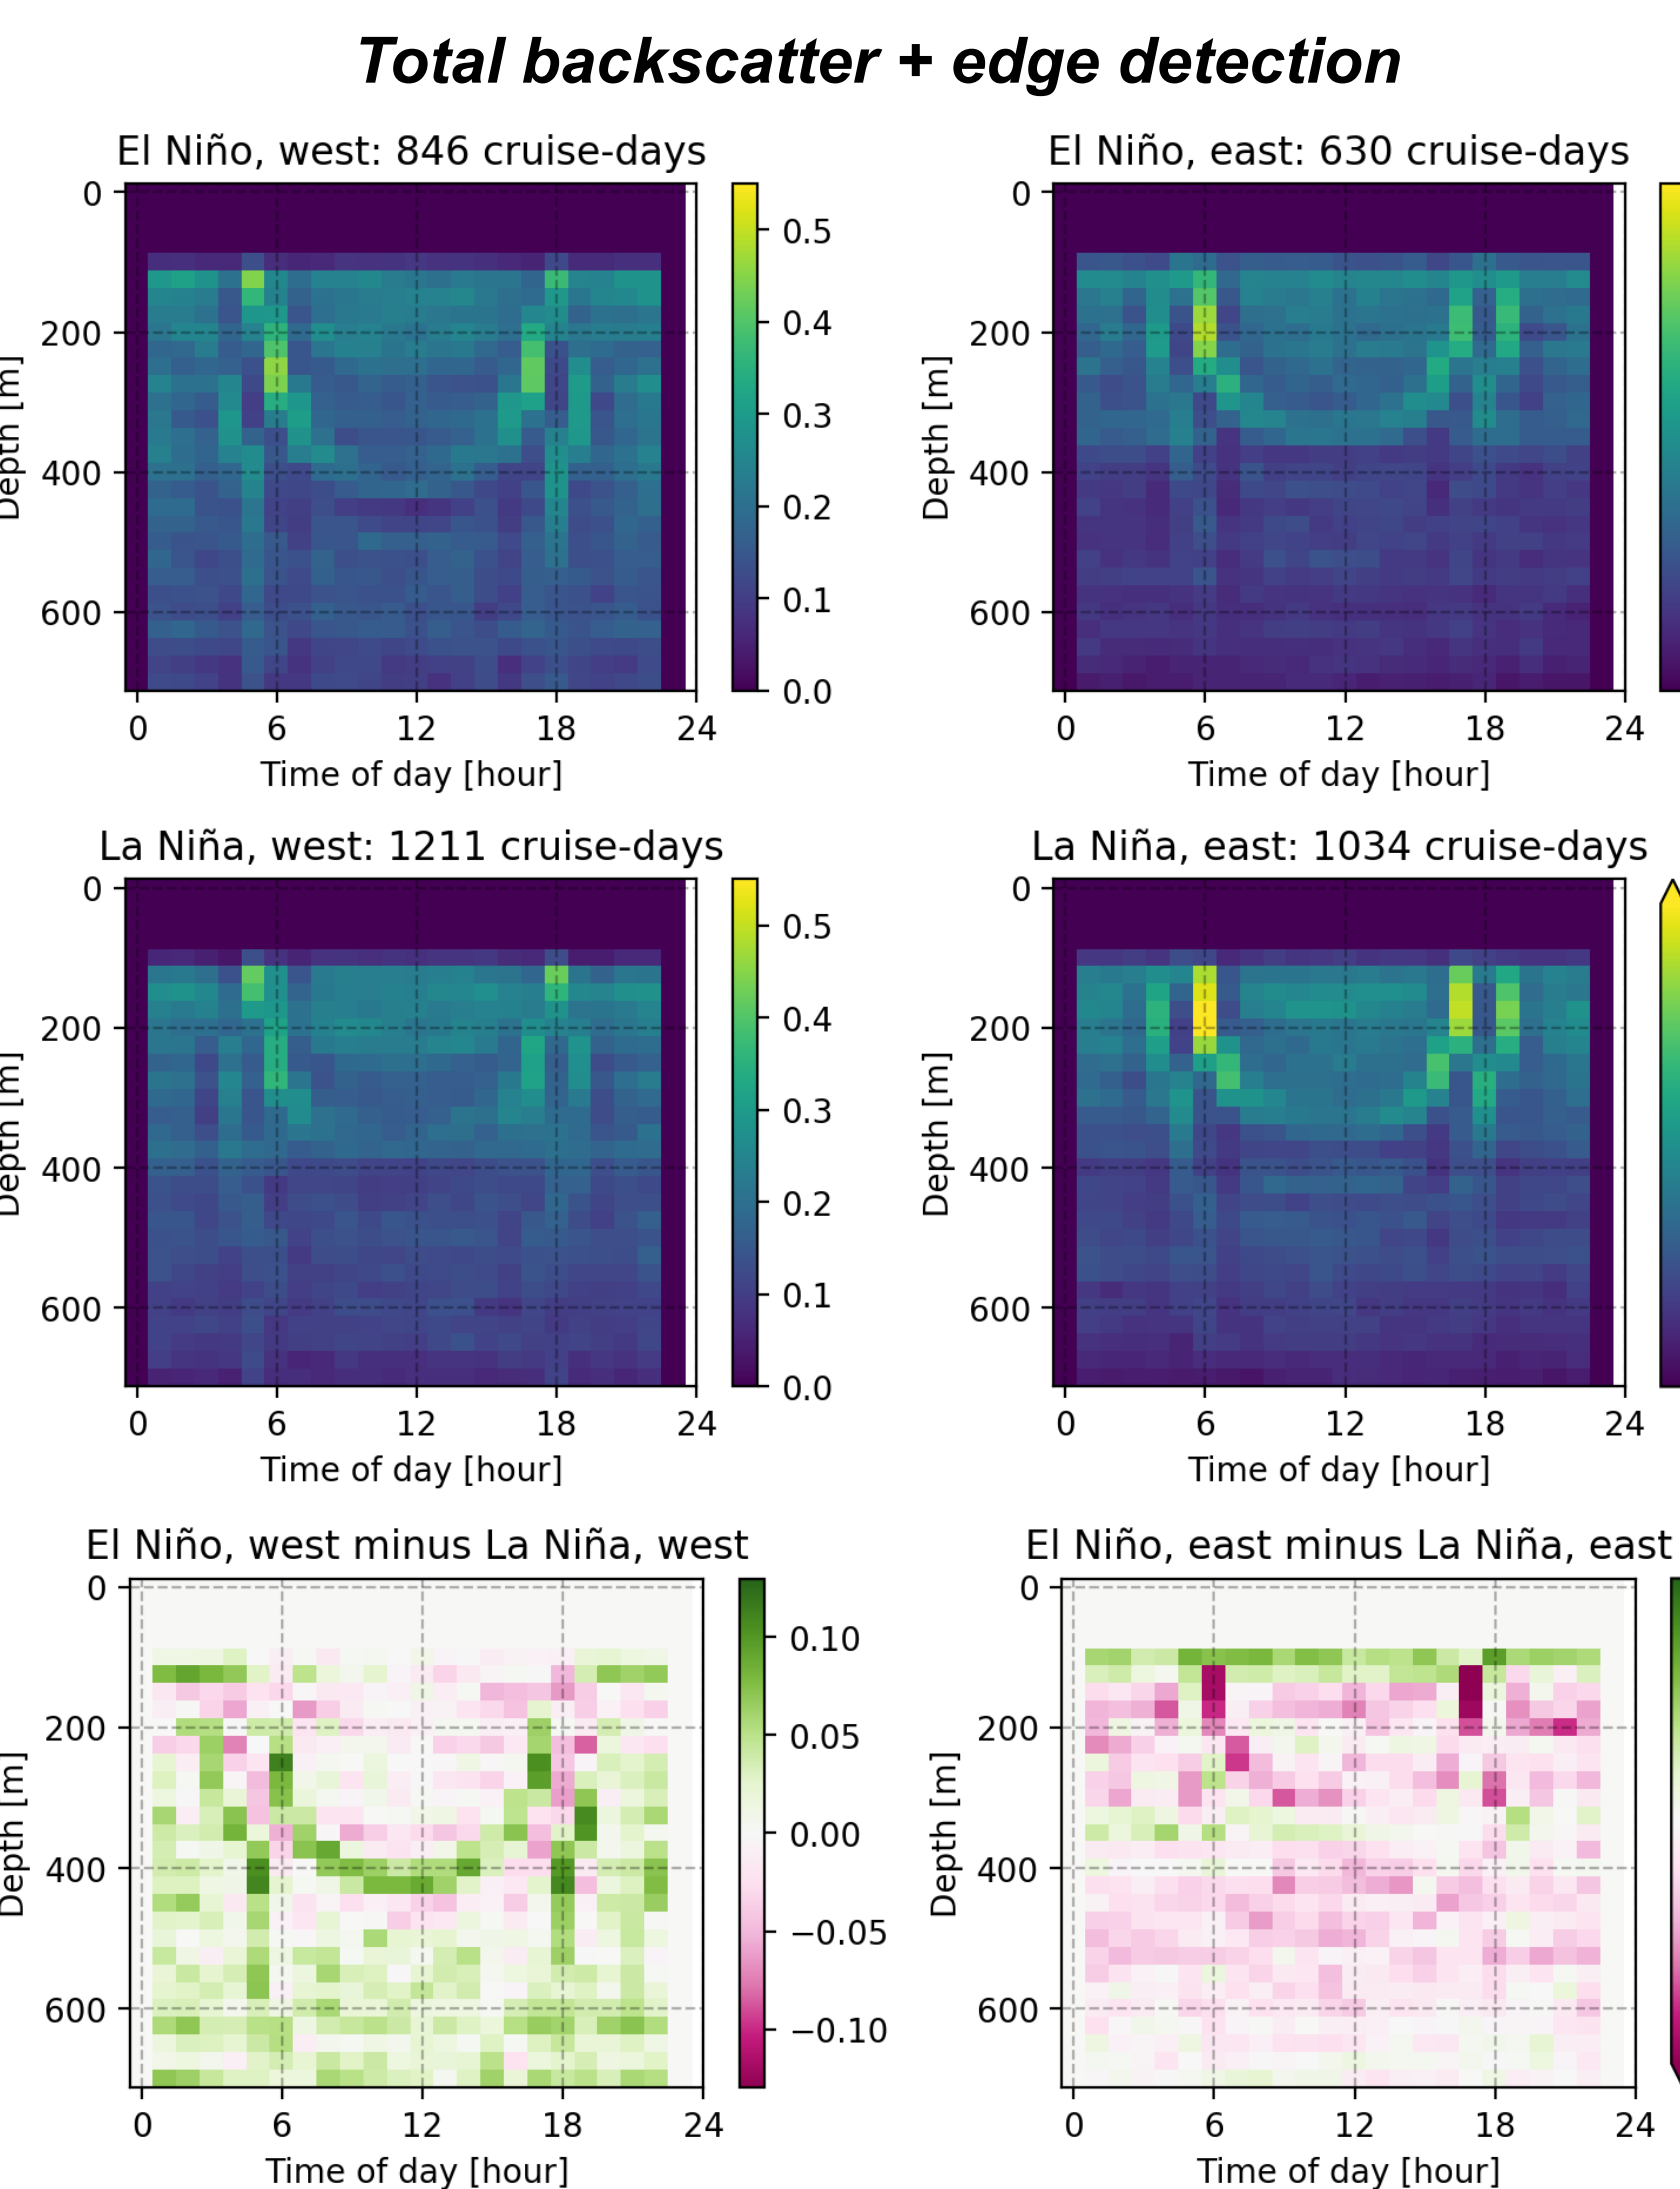 Total backscatter + edge detection
El Niño, west: 846 cruise-days
El Niño, east: 630 cruise-days
0
200
400
600
Depth [m]
0 6 12 18 24
Time of day [hour]
0.5
0.4
0.3
0.2
0.1
0.0
0
200
400
600
Depth [m]
0 6 12 18 24
Time of day [hour]
La Niña, west: 1211 cruise-days
La Niña, east: 1034 cruise-days
0
200
400
600
Depth [m]
0 6 12 18 24
Time of day [hour]
0.5
0.4
0.3
0.2
0.1
0.0
0
200
400
600
Depth [m]
0 6 12 18 24
Time of day [hour]
El Niño, west minus La Niña, west
El Niño, east minus La Niña, east
0
200
400
600
Depth [m]
0 6 12 18 24
Time of day [hour]
0.10
0.05
0.00
−0.05
−0.10
0
200
400
600
Depth [m]
0 6 12 18 24
Time of day [hour]